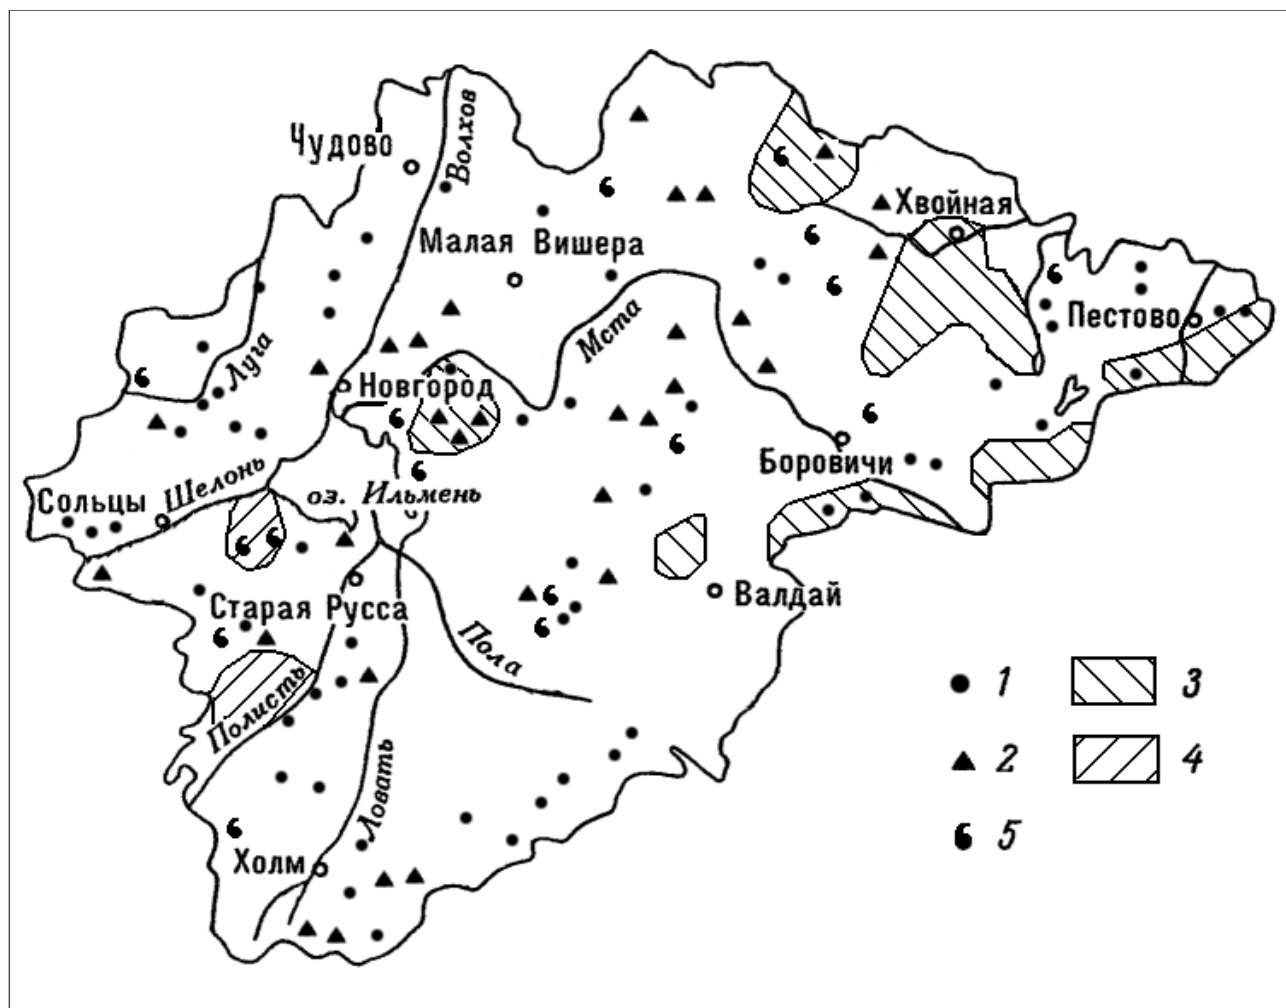 Чудово
Волхов
Хвойная
Малая Вишера
Пестово
Мста
Луга
Новгород
Боровичи
Шелонь
Сольцы
оз. Ильмень
Валдай
Старая Русса
Пола
Полисть
Ловать
Холм
1
3
2
4
5